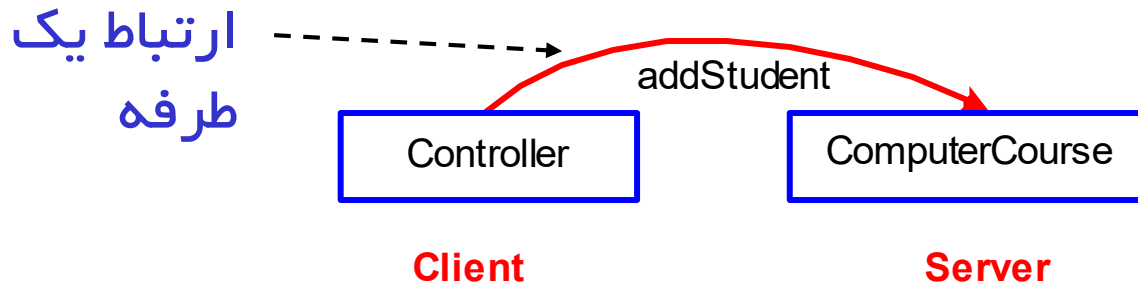 ارتباط یک
طرفه
addStudent
Controller
ComputerCourse
Client
Server